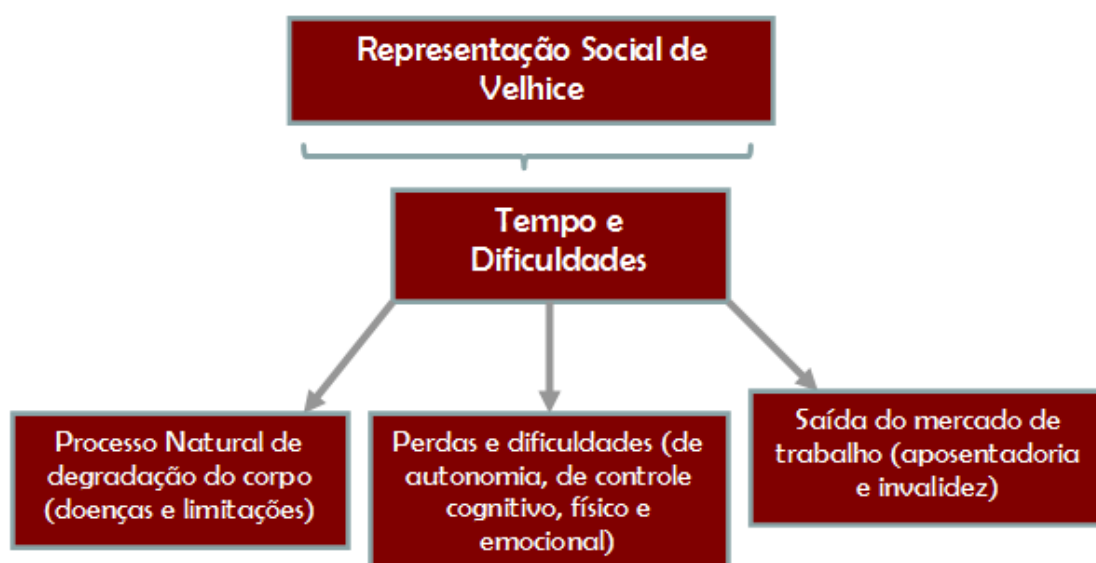 Representação Social de
Velhice
Tempo e
Dificuldades
Processo Natural de
degradação do corpo
(doenças e limitações)
Perdas e dificuldades (de
autonomia, de controle
cognitivo, físico e
emocional)
Saída do mercado de
trabalho (aposentadoria
e invalidez)